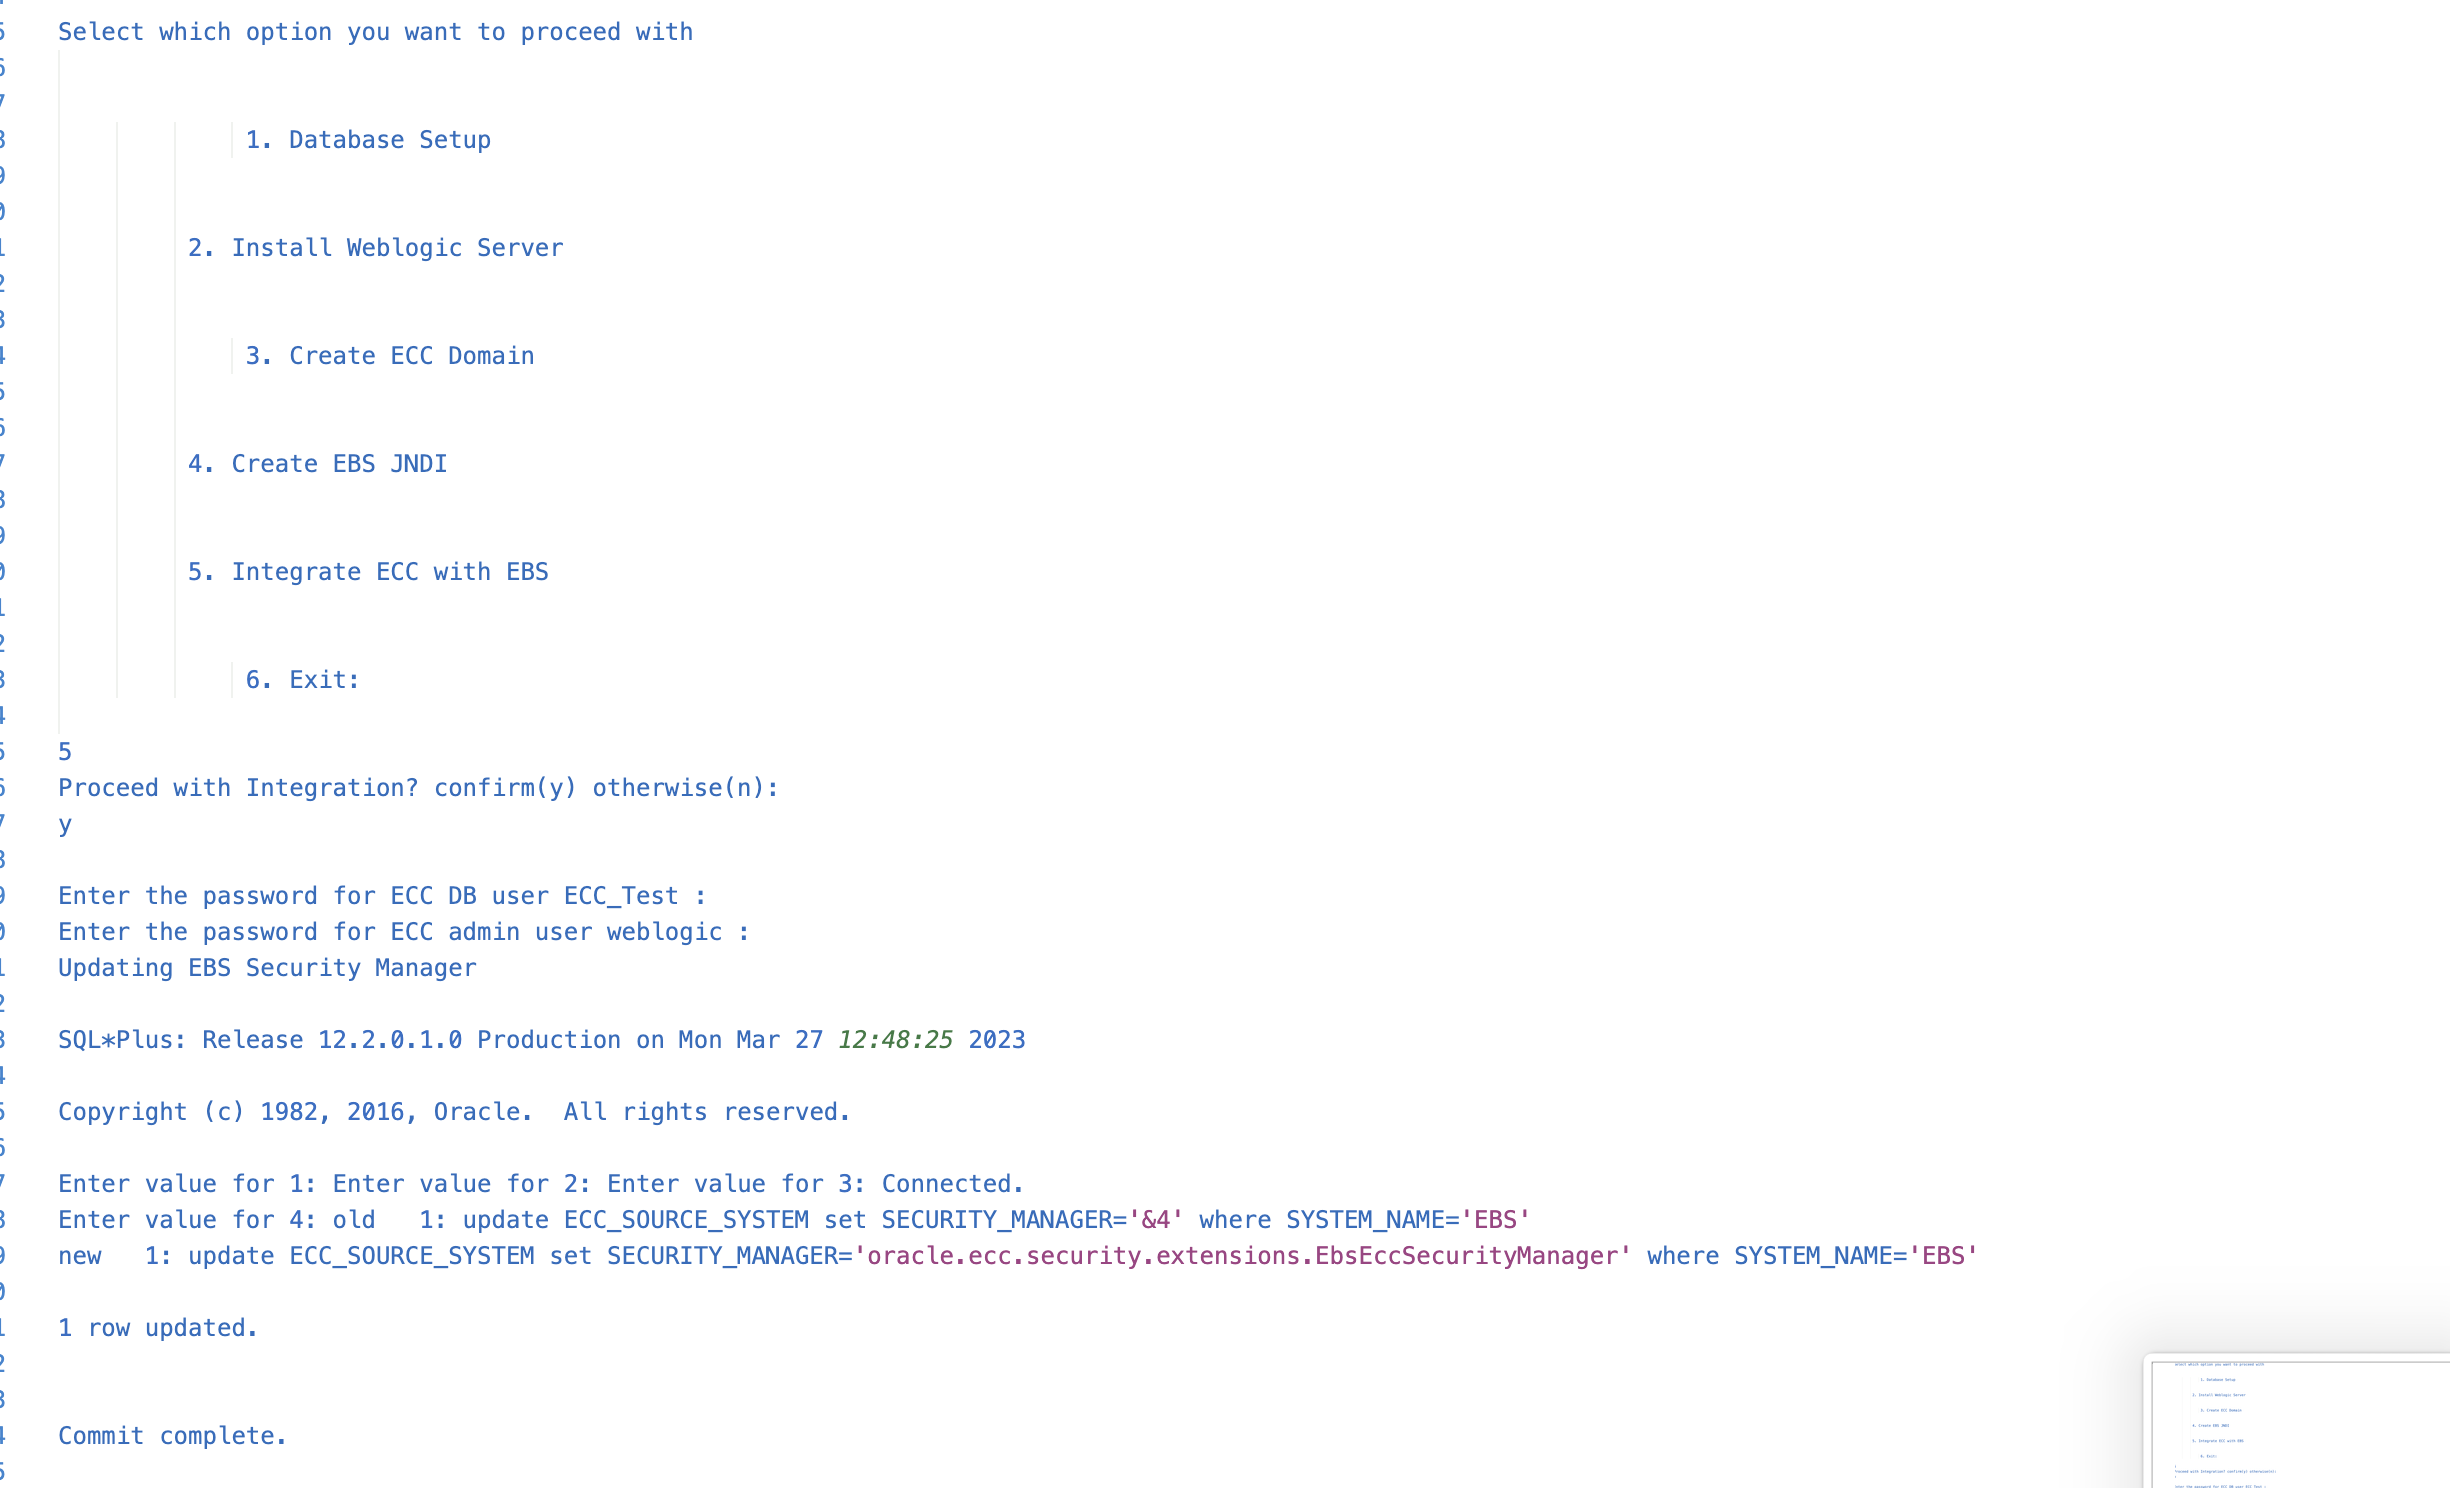 Select which option you want to proceed with
1. Database Setup
2. Install Weblogic Server
3. Create ECC Domain
4. Create EBS JNDI
5. Integrate ECC with EBS
6. Exit:
5
Proceed with Integration? confirm(y) otherwise(n):
y
Enter the password for ECC DB user ECC_Test :
Enter the password for ECC admin user weblogic :
Updating EBS Security Manager
SQL*Plus: Release 12.2.0.1.0 Production on Mon Mar 27 12:48:25 2023
Copyright (c) 1982, 2016, Oracle.  All rights reserved.
Enter value for 1: Enter value for 2: Enter value for 3: Connected.
Enter value for 4: old   1: update ECC_SOURCE_SYSTEM set SECURITY_MANAGER='&4' where SYSTEM_NAME='EBS'
new   1: update ECC_SOURCE_SYSTEM set SECURITY_MANAGER='oracle.ecc.security.extensions.EbsEccSecurityManager' where SYSTEM_NAME='EBS'
1 row updated.
Commit complete.